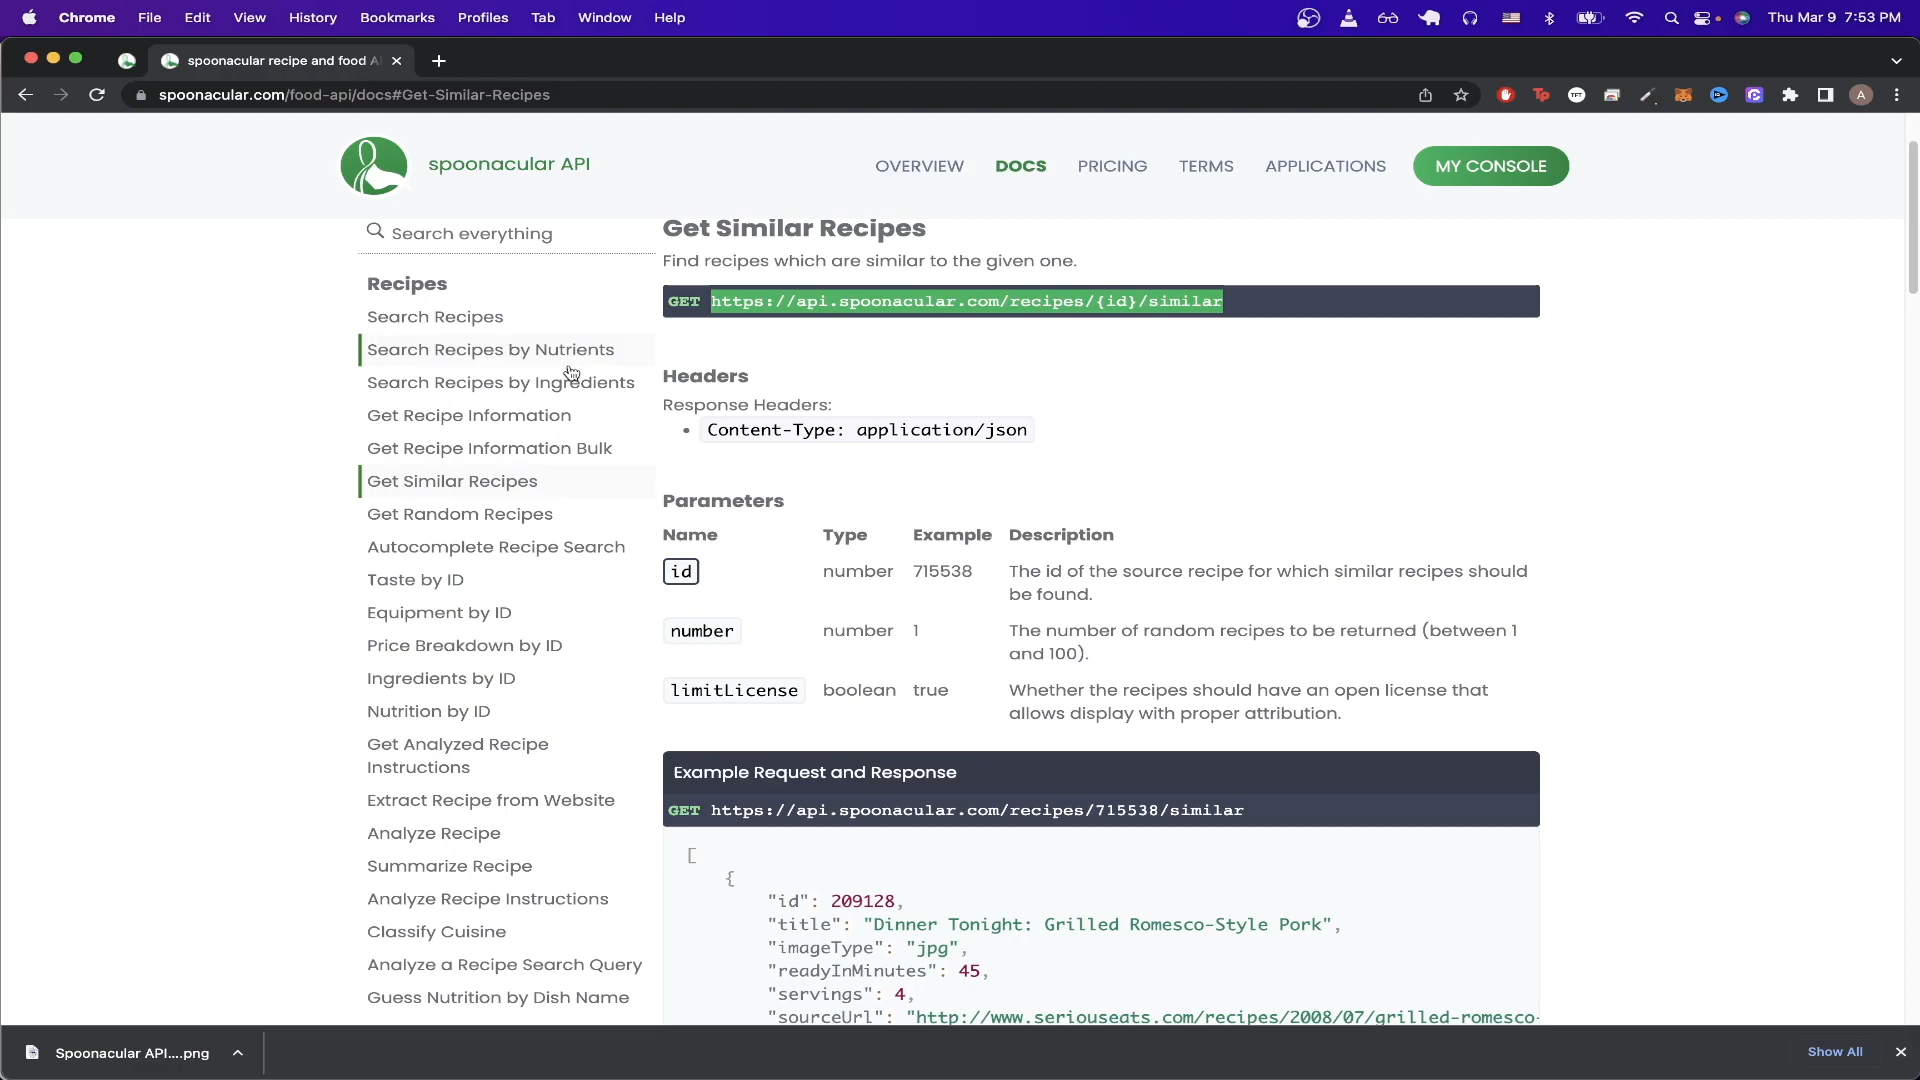 Chrome File Edit View History Bookmarks Profiles Tab Window Help Thu Mar 9 7:53 PM
spoonacular recipe and food A
spoonacular.com/food-api/docs#Get-Similar-Recipes
A
spoonacular API
OVERVIEW DOCS PRICING TERMS APPLICATIONS MY CONSOLE
Search everything
Recipes
Search Recipes
Search Recipes by Nutrients
Search Recipes by Ingredients
Get Recipe Information
Get Recipe Information Bulk
Get Similar Recipes
Get Random Recipes
Autocomplete Recipe Search
Taste by ID
Equipment by ID
Price Breakdown by ID
Ingredients by ID
Nutrition by ID
Get Analyzed Recipe
Instructions
Extract Recipe from Website
Analyze Recipe
Summarize Recipe
Analyze Recipe Instructions
Classify Cuisine
Analyze a Recipe Search Query
Guess Nutrition by Dish Name
Get Similar Recipes
Find recipes which are similar to the given one.
GET https://api.spoonacular.com/recipes/{id}/similar
Headers
Response Headers:
• Content-Type: application/json
Parameters
Name Type Example Description
id number 715538 The id of the source recipe for which similar recipes should
be found.
number number 1 The number of random recipes to be returned (between 1
and 100).
limitLicense boolean true Whether the recipes should have an open license that
allows display with proper attribution.
Example Request and Response
GET https://api.spoonacular.com/recipes/715538/similar
[
{
"id": 209128,
"title": "Dinner Tonight: Grilled Romesco-Style Pork",
"imageType": "jpg",
"readyInMinutes": 45,
"servings": 4,
"sourceUrl": "http://www.seriouseats.com/recipes/2008/07/grilled-romesco-
Spoonacular API....png
Show All